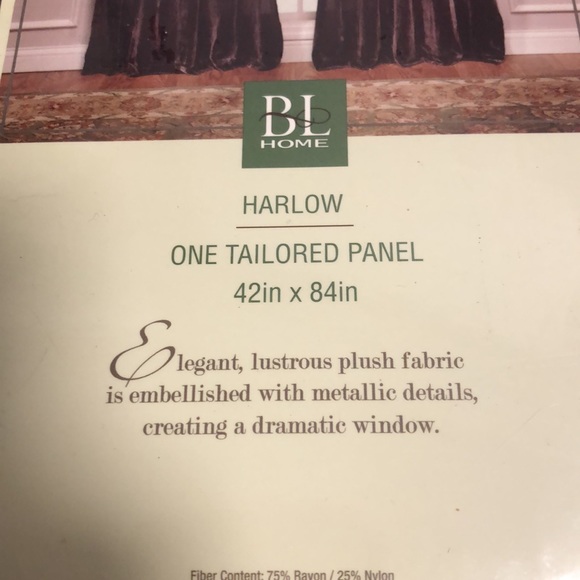 BL
HOME
HARLOW
ONE TAILORED PANEL
42in x 84in
Elegant, lustrous plush fabric
is embellished with metallic details,
creating a dramatic window.
Fiber Content: 75% Rayon / 25% Nylon